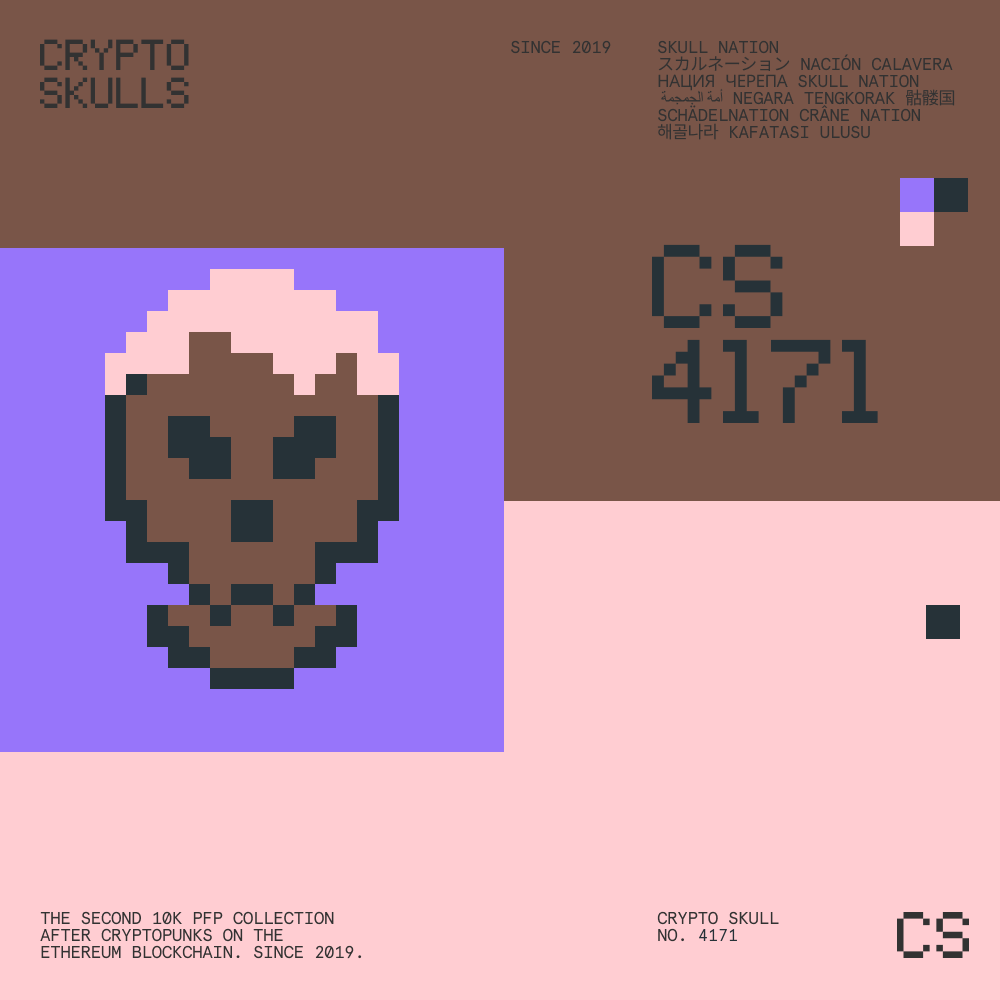 CRYPTO
SKULLS
SINCE 2019
SKULL NATION
スカルネーション NACIÓN CALAVERA
НАЦИЯ ЧЕРЕПА SKULL NATION
أمة الجمجمة NEGARA TENGKORAK 骷髅国
SCHÄDELNATION CRÂNE NATION
해골나라 KAFATASI ULUSU
CS
4171
THE SECOND 10K PFP COLLECTION
AFTER CRYPTOPUNKS ON THE
ETHEREUM BLOCKCHAIN. SINCE 2019.
CRYPTO SKULL
NO. 4171
CS